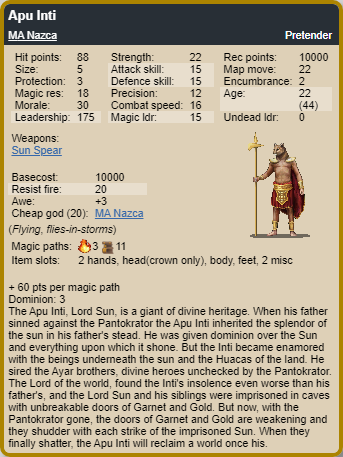 Apu Inti
MA Nazca Pretender
Hit points: 88 Strength: 22 Rec points: 10000
Size: 5 Attack skill: 15 Map move: 22
Protection: 3 Defence skill: 15 Encumbrance: 2
Magic res: 18 Precision: 12 Age: 22
Morale: 30 Combat speed: 16 (44)
Leadership: 175 Magic ldr: 15 Undead ldr: 0
Weapons:
Sun Spear
Basecost: 10000
Resist fire: 20
Awe: +3
Cheap god (20): MA Nazca
(Flying, flies-in-storms)
Magic paths: 3 11
Item slots: 2 hands, head(crown only), body, feet, 2 misc
+ 60 pts per magic path
Dominion: 3
The Apu Inti, Lord Sun, is a giant of divine heritage. When his father
sinned against the Pantokrator the Apu Inti inherited the splendor of
the sun in his father's stead. He was given dominion over the Sun
and everything upon which it shone. But the Inti became enamored
with the beings underneath the sun and the Huacas of the land. He
sired the Ayar brothers, divine heroes unchecked by the Pantokrator.
The Lord of the world, found the Inti's insolence even worse than his
father's, and the Lord Sun and his siblings were imprisoned in caves
with unbreakable doors of Garnet and Gold. But now, with the
Pantokrator gone, the doors of Garnet and Gold are weakening and
they shudder with each strike of the imprisoned Sun. When they
finally shatter, the Apu Inti will reclaim a world once his.